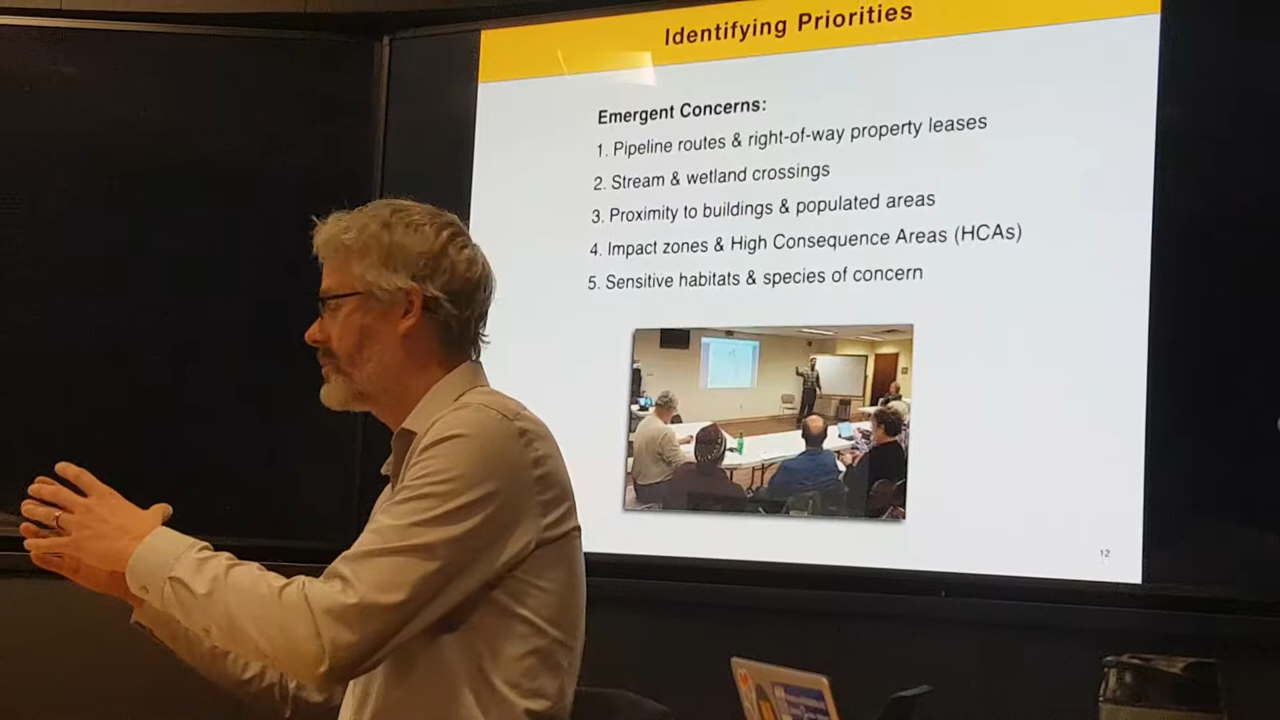 Identifying Priorities
Emergent Concerns:
1. Pipeline routes & right-of-way property leases
2. Stream & wetland crossings
3. Proximity to buildings & populated areas
4. Impact zones & High Consequence Areas (HCAs)
5. Sensitive habitats & species of concern
12